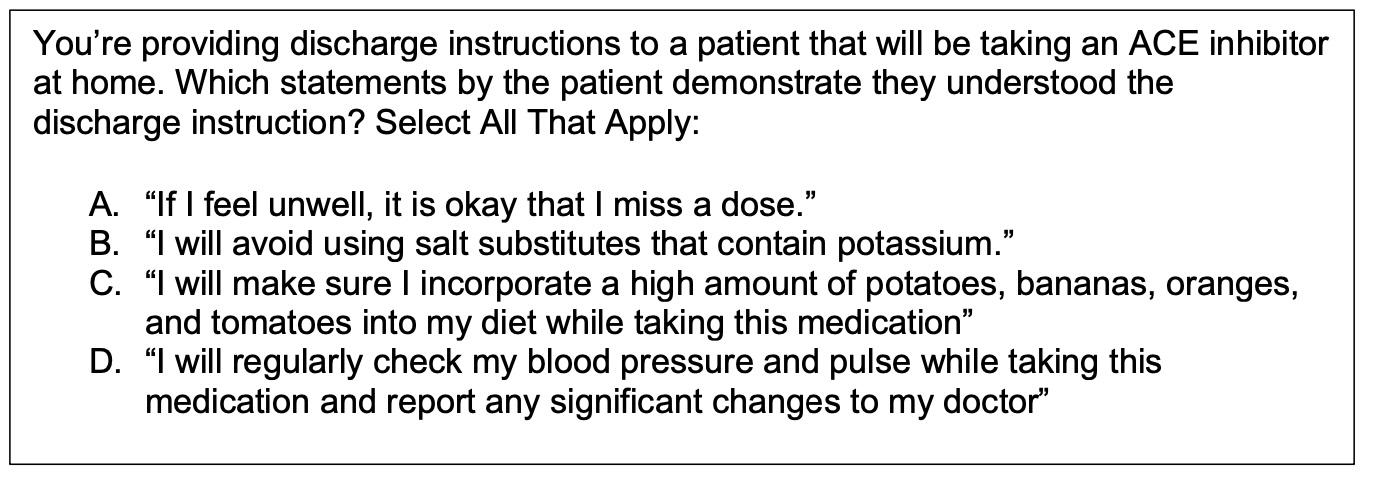 You’re providing discharge instructions to a patient that will be taking an ACE inhibitor
at home. Which statements by the patient demonstrate they understood the
discharge instruction? Select All That Apply:
A. “If I feel unwell, it is okay that I miss a dose.”
B. “I will avoid using salt substitutes that contain potassium.”
C. “I will make sure I incorporate a high amount of potatoes, bananas, oranges,
and tomatoes into my diet while taking this medication”
D. “I will regularly check my blood pressure and pulse while taking this
medication and report any significant changes to my doctor”